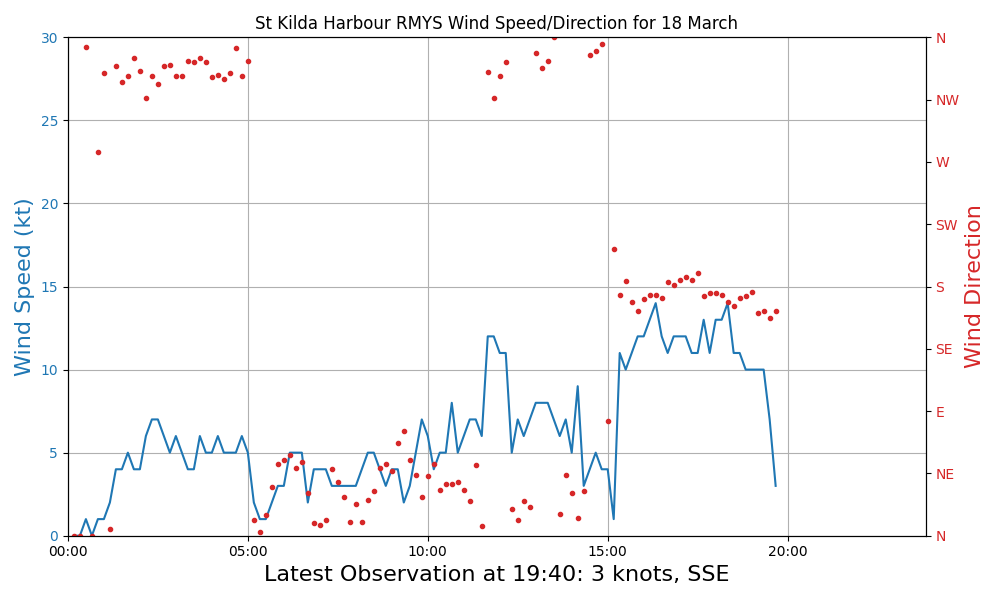 St Kilda Harbour RMYS Wind Speed/Direction for 18 March
30
25
20
15
10
5
0
Wind Speed (kt)
N
NW
W
SW
S
SE
E
NE
N
Wind Direction
00:00 05:00 10:00 15:00 20:00
Latest Observation at 19:40: 3 knots, SSE